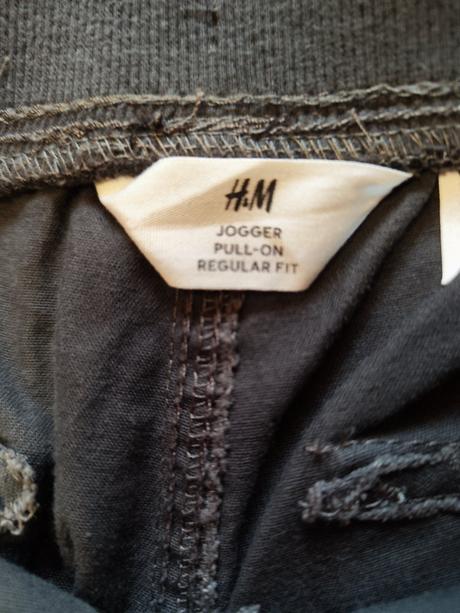 H&M
JOGGER
PULL-ON
REGULAR FIT